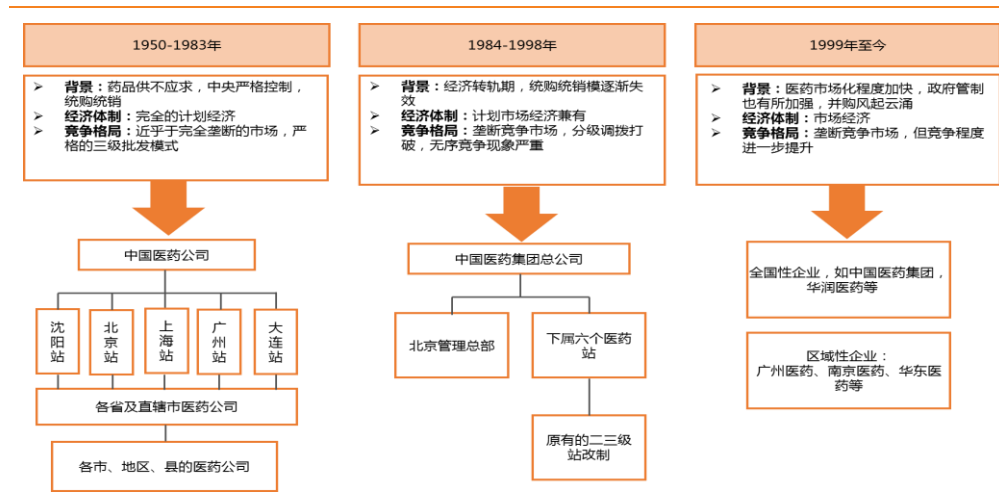 1950-1983年
➢ 背景：药品供不应求，中央严格控制，
统购统销
➢ 经济体制：完全的计划经济
➢ 竞争格局：近乎于完全垄断的市场，严
格的三级批发模式
中国医药公司
沈阳站
北京站
上海站
广州站
大连站
各省及直辖市医药公司
各市、地区、县的医药公司
1984-1998年
➢ 背景：经济转轨期，统购统销模逐渐失
效
➢ 经济体制：计划市场经济兼有
➢ 竞争格局：垄断竞争市场，分级调拨打
破，无序竞争现象严重
中国医药集团总公司
北京管理总部
下属六个医药
站
原有的二三级
站改制
1999年至今
➢ 背景：医药市场化程度加快，政府管制
也有所加强，并购风起云涌
➢ 经济体制：市场经济
➢ 竞争格局：垄断竞争市场，但竞争程度
进一步提升
全国性企业，如中国医药集团，
华润医药等
区域性企业：
广州医药、南京医药、华东医
药等